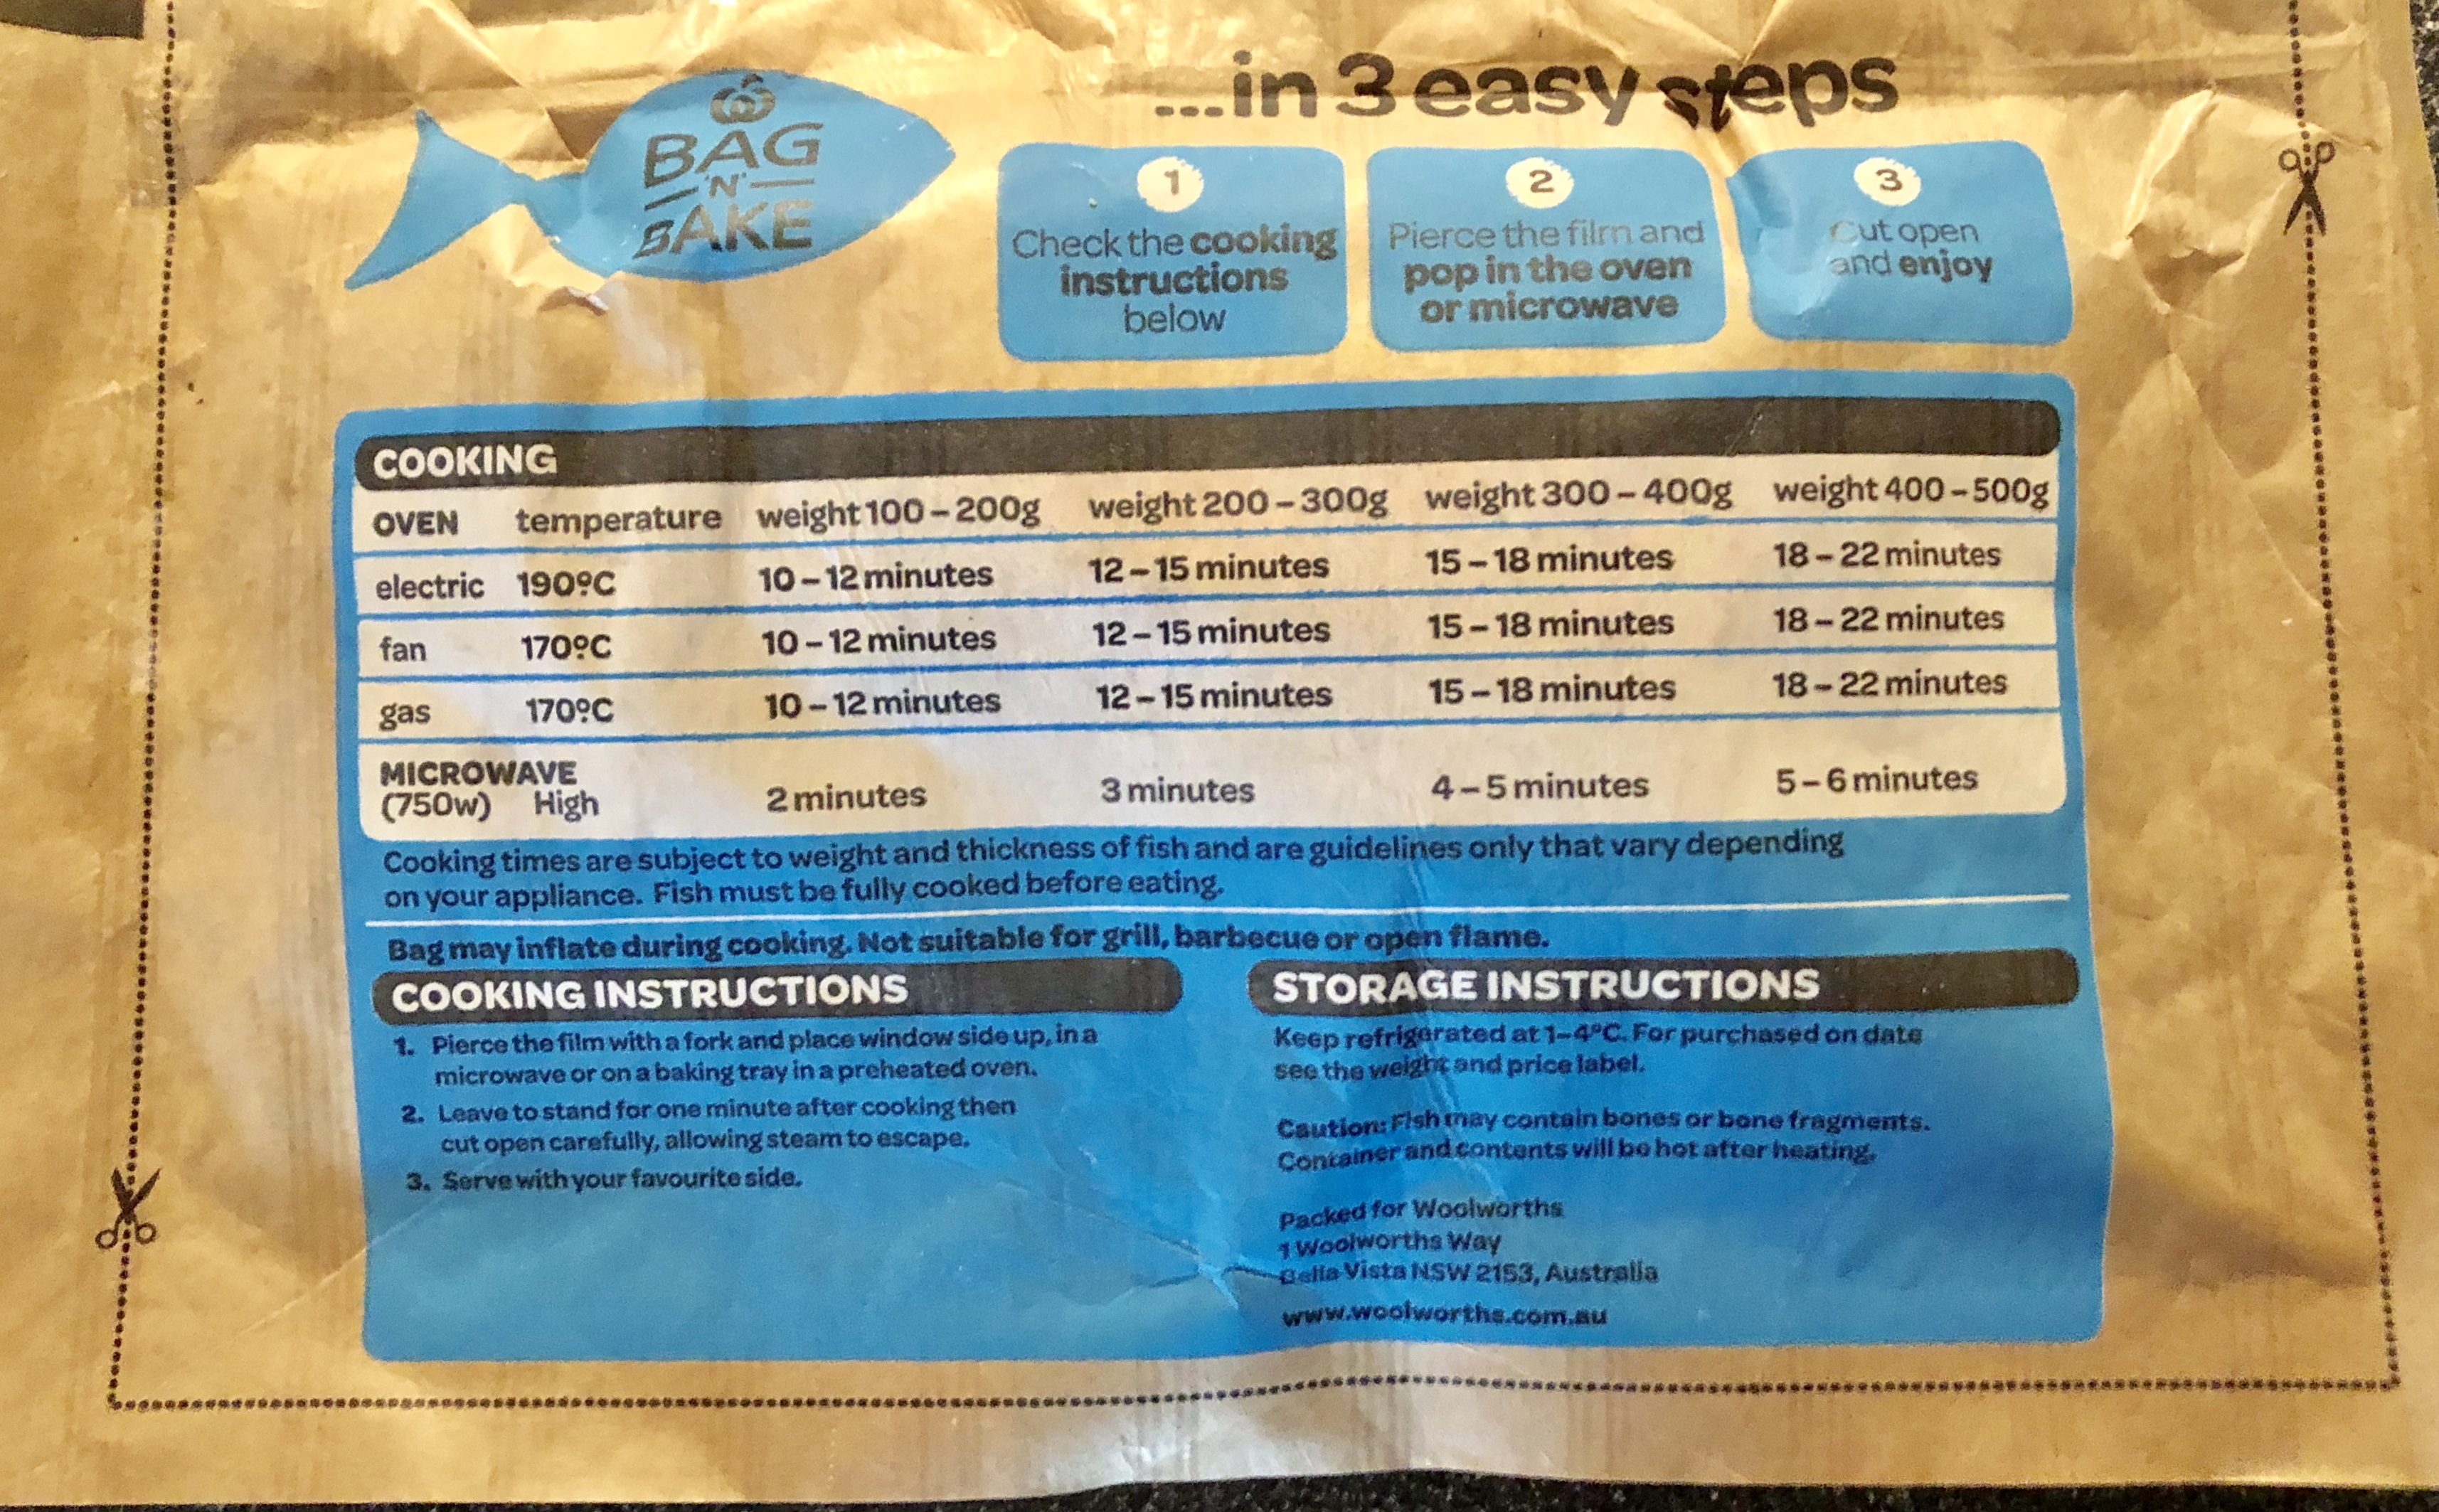 BAG
'N'
BAKE
...in 3 easy steps
1
Check the cooking
instructions
below
2
Pierce the film and
pop in the oven
or microwave
3
Cut open
and enjoy
COOKING
OVEN temperature weight 100 – 200g weight 200 – 300g weight 300 – 400g weight 400 – 500g
electric 190ºC 10 – 12 minutes 12 – 15 minutes 15 – 18 minutes 18 – 22 minutes
fan 170ºC 10 – 12 minutes 12 – 15 minutes 15 – 18 minutes 18 – 22 minutes
gas 170ºC 10 – 12 minutes 12 – 15 minutes 15 – 18 minutes 18 – 22 minutes
MICROWAVE
(750w) High 2 minutes 3 minutes 4 – 5 minutes 5 – 6 minutes
Cooking times are subject to weight and thickness of fish and are guidelines only that vary depending
on your appliance. Fish must be fully cooked before eating.
Bag may inflate during cooking. Not suitable for grill, barbecue or open flame.
COOKING INSTRUCTIONS
1. Pierce the film with a fork and place window side up, in a
microwave or on a baking tray in a preheated oven.
2. Leave to stand for one minute after cooking then
cut open carefully, allowing steam to escape.
3. Serve with your favourite side.
STORAGE INSTRUCTIONS
Keep refrigerated at 1–4ºC. For purchased on date
see the weight and price label.
Caution: Fish may contain bones or bone fragments.
Container and contents will be hot after heating.
Packed for Woolworths
1 Woolworths Way
Bella Vista NSW 2153, Australia
www.woolworths.com.au